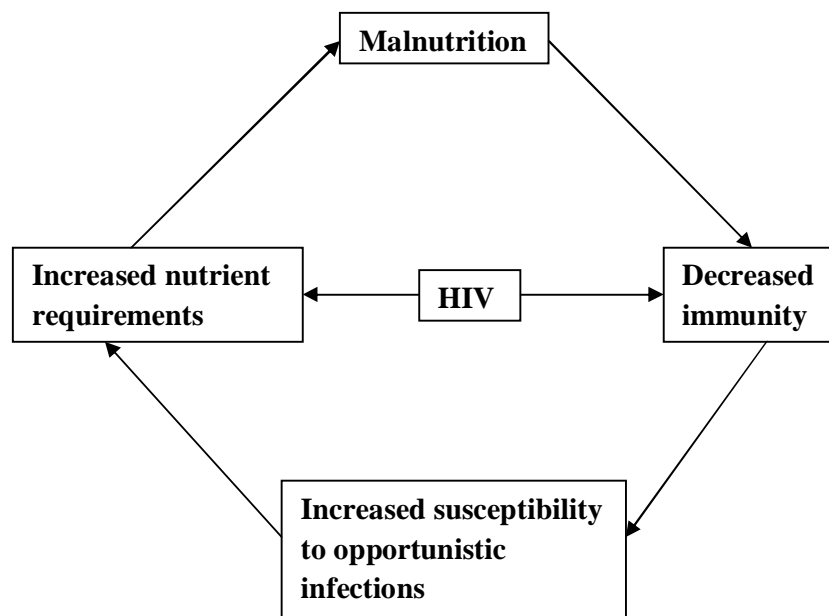 Malnutrition
Increased nutrient
requirements
HIV
Decreased
immunity
Increased susceptibility
to opportunistic
infections